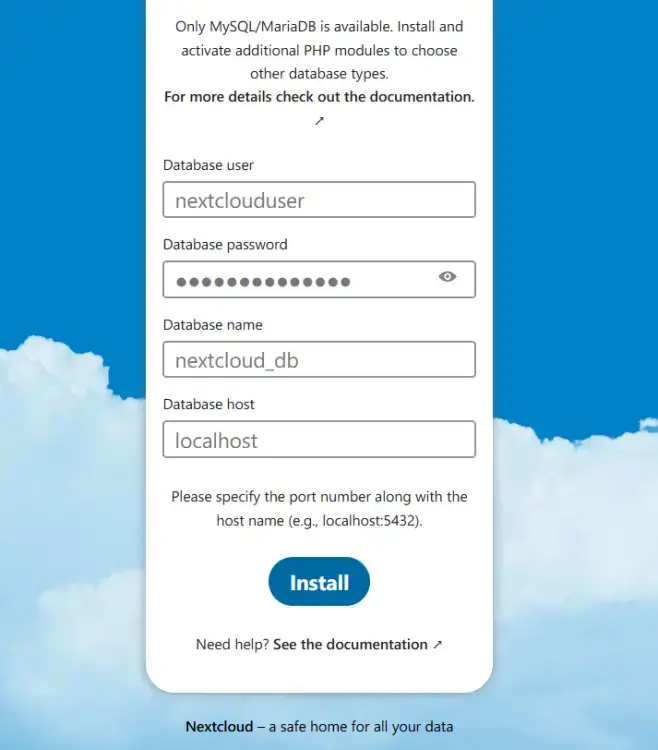 Only MySQL/MariaDB is available. Install and
activate additional PHP modules to choose
other database types.
For more details check out the documentation.
↗
Database user
nextclouduser
Database password
●●●●●●●●●●●●●●
Database name
nextcloud_db
Database host
localhost
Please specify the port number along with the
host name (e.g., localhost:5432).
Install
Need help? See the documentation ↗
Nextcloud – a safe home for all your data